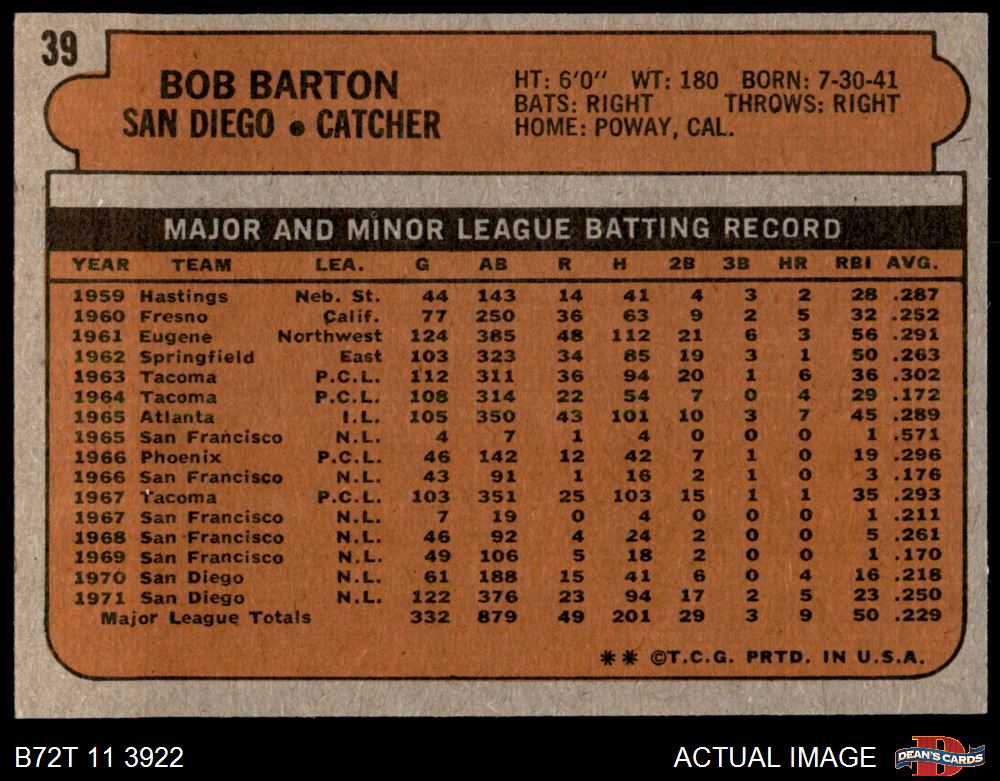 39
BOB BARTON
SAN DIEGO • CATCHER
HT: 6'0" WT: 180 BORN: 7-30-41
BATS: RIGHT THROWS: RIGHT
HOME: POWAY, CAL.
MAJOR AND MINOR LEAGUE BATTING RECORD
YEAR TEAM LEA. G AB R H 2B 3B HR RBI AVG.
1959 Hastings Neb. St. 44 143 14 41 4 3 2 28 .287
1960 Fresno Calif. 77 250 36 63 9 2 5 32 .252
1961 Eugene Northwest 124 385 48 112 21 6 3 56 .291
1962 Springfield East 103 323 34 85 19 3 1 50 .263
1963 Tacoma P.C.L. 112 311 36 94 20 1 6 36 .302
1964 Tacoma P.C.L. 108 314 22 54 7 0 4 29 .172
1965 Atlanta I.L. 105 350 43 101 10 3 7 45 .289
1965 San Francisco N.L. 4 7 1 4 0 0 0 1 .571
1966 Phoenix P.C.L. 46 142 12 42 7 1 0 19 .296
1966 San Francisco N.L. 43 91 1 16 2 1 0 3 .176
1967 Tacoma P.C.L. 103 351 25 103 15 1 1 35 .293
1967 San Francisco N.L. 7 19 0 4 0 0 0 1 .211
1968 San Francisco N.L. 46 92 4 24 2 0 0 5 .261
1969 San Francisco N.L. 49 106 5 18 2 0 0 1 .170
1970 San Diego N.L. 61 188 15 41 6 0 4 16 .218
1971 San Diego N.L. 122 376 23 94 17 2 5 23 .250
Major League Totals 332 879 49 201 29 3 9 50 .229
** ©T.C.G. PRTD. IN U.S.A.
B72T 11 3922
ACTUAL IMAGE
D
DEAN'S CARDS